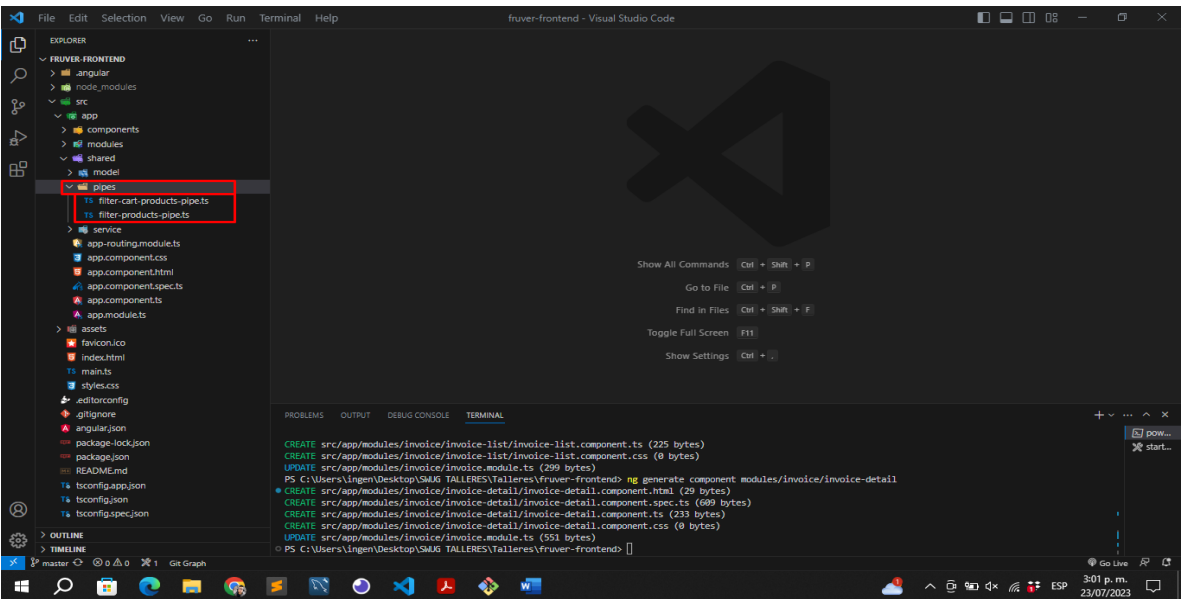 File Edit Selection View Go Run Terminal Help
fruver-frontend - Visual Studio Code
EXPLORER
FRUVER-FRONTEND
.angular
node_modules
src
app
components
modules
shared
model
pipes
TS filter-cart-products-pipe.ts
TS filter-products-pipe.ts
service
app-routing.module.ts
app.component.css
app.component.html
app.component.spec.ts
app.component.ts
app.module.ts
assets
favicon.ico
index.html
TS main.ts
styles.css
.editorconfig
.gitignore
angular.json
package-lock.json
package.json
README.md
tsconfig.app.json
tsconfig.json
tsconfig.spec.json
OUTLINE
TIMELINE
Show All Commands Ctrl + Shift + P
Go to File Ctrl + P
Find in Files Ctrl + Shift + F
Toggle Full Screen F11
Show Settings Ctrl + ,
PROBLEMS OUTPUT DEBUG CONSOLE TERMINAL
pow...
start...
CREATE src/app/modules/invoice/invoice-list/invoice-list.component.ts (225 bytes)
CREATE src/app/modules/invoice/invoice-list/invoice-list.component.css (0 bytes)
UPDATE src/app/modules/invoice/invoice.module.ts (299 bytes)
PS C:\Users\ingen\Desktop\SWUG TALLERES\Talleres\fruver-frontend> ng generate component modules/invoice/invoice-detail
CREATE src/app/modules/invoice/invoice-detail/invoice-detail.component.html (29 bytes)
CREATE src/app/modules/invoice/invoice-detail/invoice-detail.component.spec.ts (609 bytes)
CREATE src/app/modules/invoice/invoice-detail/invoice-detail.component.ts (233 bytes)
CREATE src/app/modules/invoice/invoice-detail/invoice-detail.component.css (0 bytes)
UPDATE src/app/modules/invoice/invoice.module.ts (551 bytes)
PS C:\Users\ingen\Desktop\SWUG TALLERES\Talleres\fruver-frontend>
master 0 0 1 Git Graph
Go Live
ESP
3:01 p. m.
23/07/2023